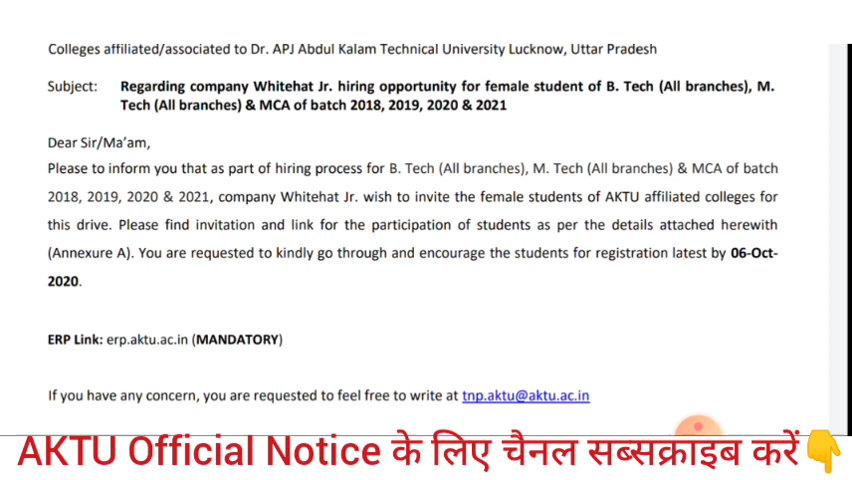 Colleges affiliated/associated to Dr. APJ Abdul Kalam Technical University Lucknow, Uttar Pradesh
Subject: Regarding company Whitehat Jr. hiring opportunity for female student of B. Tech (All branches), M.
Tech (All branches) & MCA of batch 2018, 2019, 2020 & 2021
Dear Sir/Ma'am,
Please to inform you that as part of hiring process for B. Tech (All branches), M. Tech (All branches) & MCA of batch
2018, 2019, 2020 & 2021, company Whitehat Jr. wish to invite the female students of AKTU affiliated colleges for
this drive. Please find invitation and link for the participation of students as per the details attached herewith
(Annexure A). You are requested to kindly go through and encourage the students for registration latest by 06-Oct-
2020.
ERP Link: erp.aktu.ac.in (MANDATORY)
If you have any concern, you are requested to feel free to write at tnp.aktu@aktu.ac.in
AKTU Official Notice के लिए चैनल सब्सक्राइब करें👇